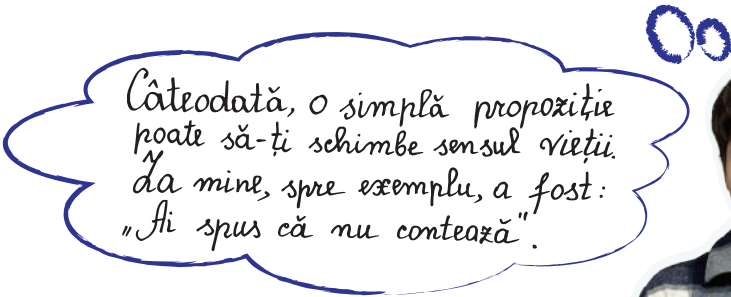 Câteodată, o simplă propoziție
poate să-ți schimbe sensul vieții.
La mine, spre exemplu, a fost:
„Ai spus că nu contează".